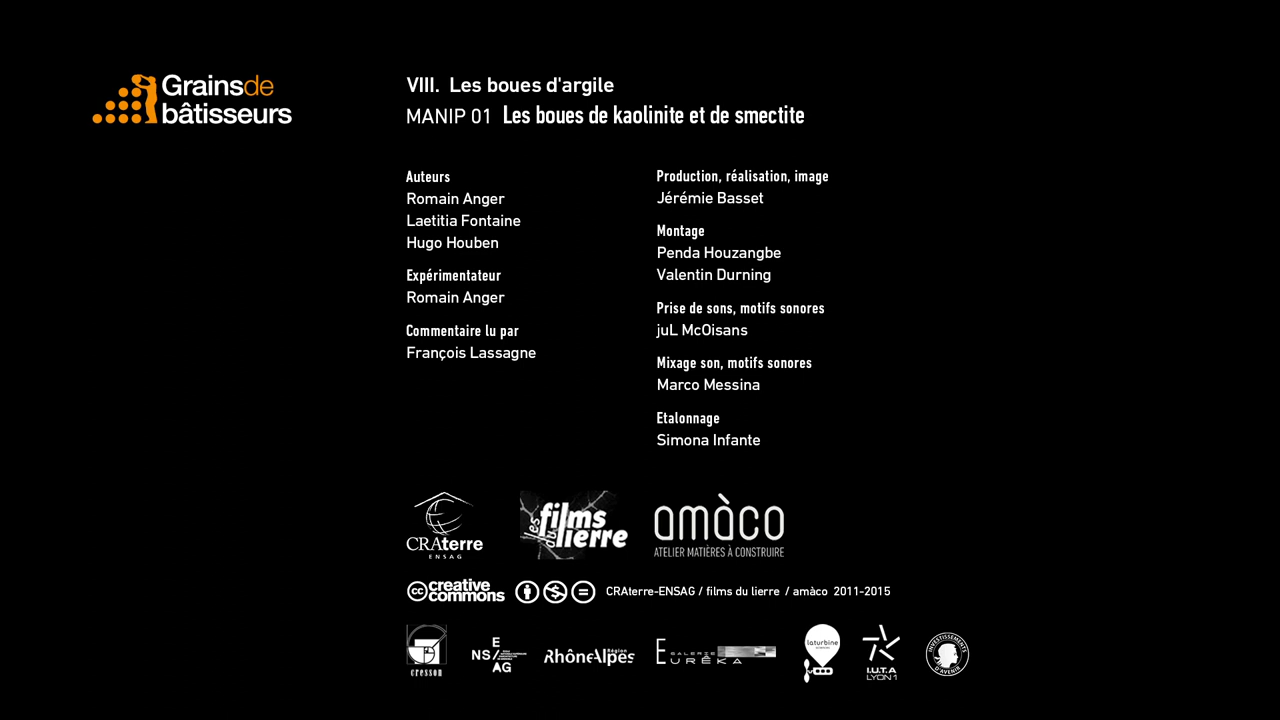 Grainsde
bâtisseurs
VIII. Les boues d'argile
MANIP 01 Les boues de kaolinite et de smectite
Auteurs
Romain Anger
Laetitia Fontaine
Hugo Houben
Expérimentateur
Romain Anger
Commentaire lu par
François Lassagne
Production, réalisation, image
Jérémie Basset
Montage
Penda Houzangbe
Valentin Durning
Prise de sons, motifs sonores
juL McOisans
Mixage son, motifs sonores
Marco Messina
Etalonnage
Simona Infante
CRAterre
ENSAG
les films
du lierre
amàco
ATELIER MATIÈRES À CONSTRUIRE
cc creative
commons
CRAterre-ENSAG / films du lierre / amàco 2011-2015
cresson
E
NS/
AG
Région
RhôneAlpes
GALERIE
EURÊKA
laturbine
I.U.T.A
LYON 1
INVESTISSEMENTS
D'AVENIR